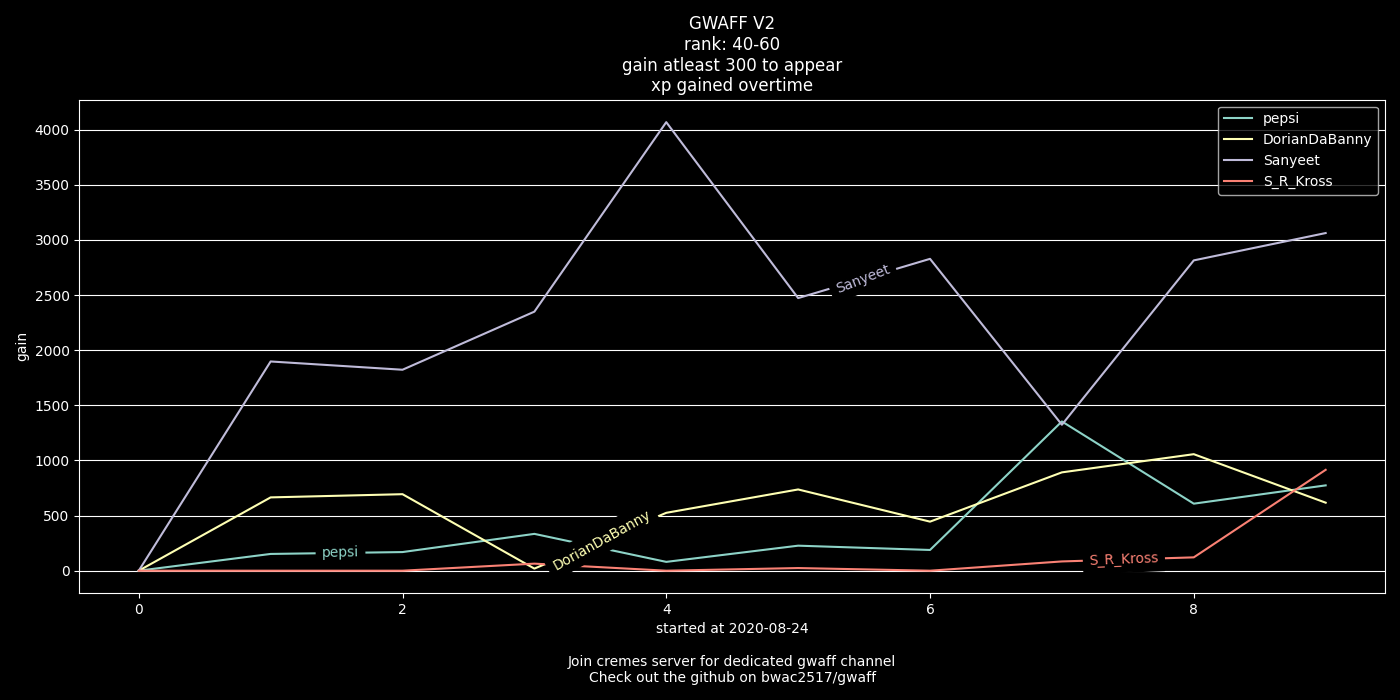 GWAFF V2
rank: 40-60
gain atleast 300 to appear
xp gained overtime
pepsi
DorianDaBanny
Sanyeet
S_R_Kross
4000
3500
3000
2500
2000
1500
1000
500
0
gain
Sanyeet
pepsi
DorianDaBanny
S_R_Kross
0 2 4 6 8
started at 2020-08-24
Join cremes server for dedicated gwaff channel
Check out the github on bwac2517/gwaff